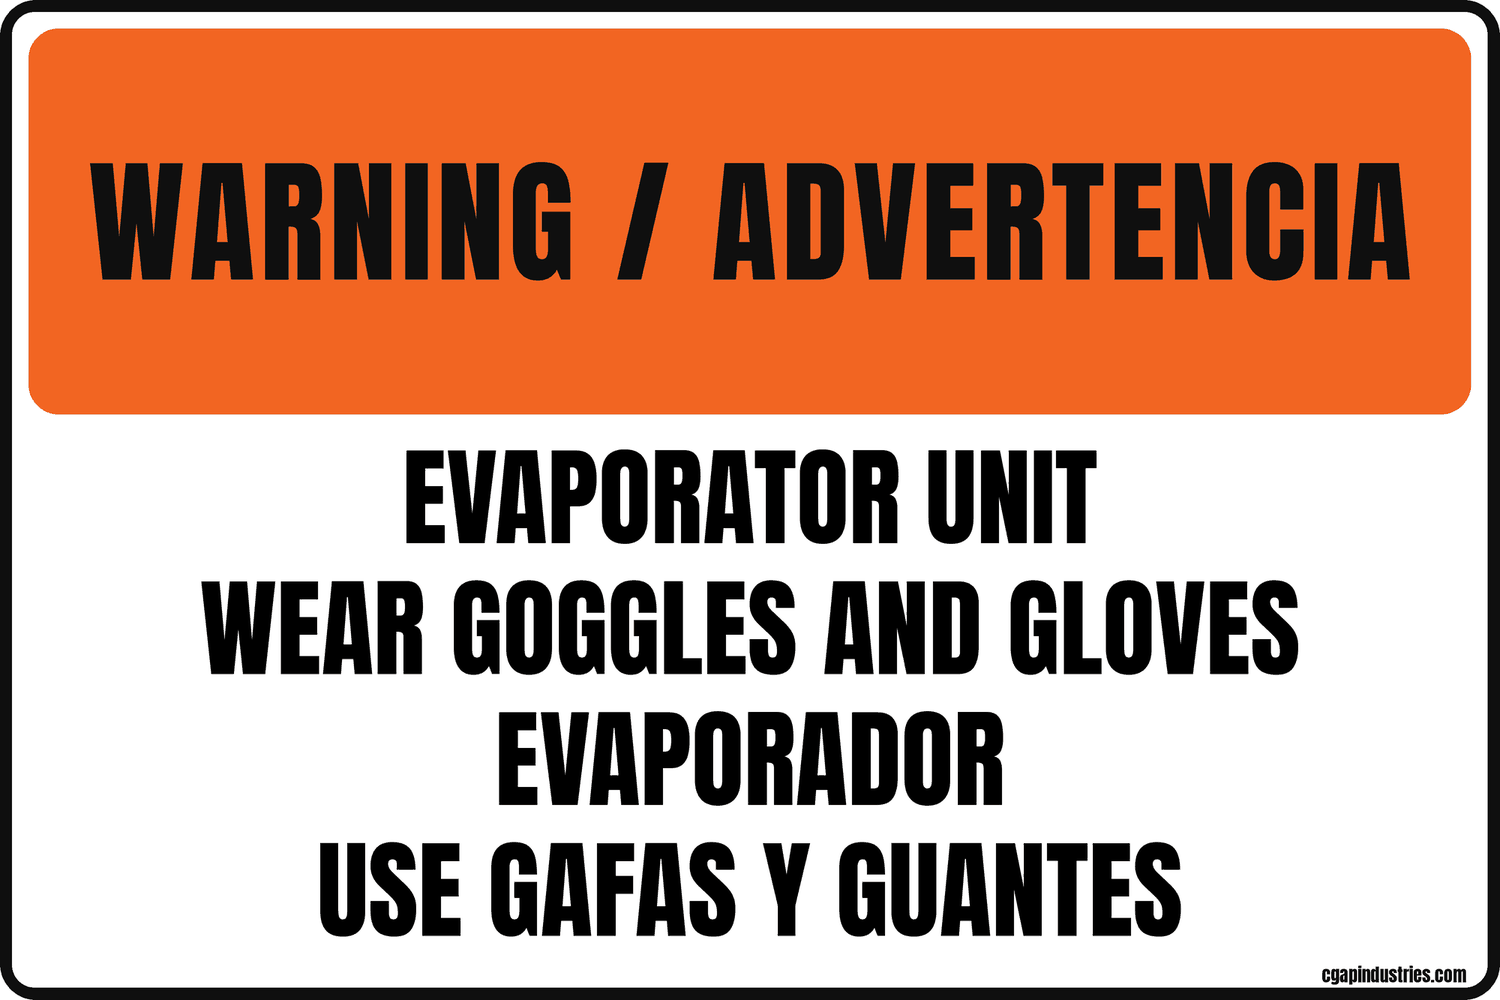 WARNING / ADVERTENCIA
EVAPORATOR UNIT
WEAR GOGGLES AND GLOVES
EVAPORADOR
USE GAFAS Y GUANTES
cgapindustries.com